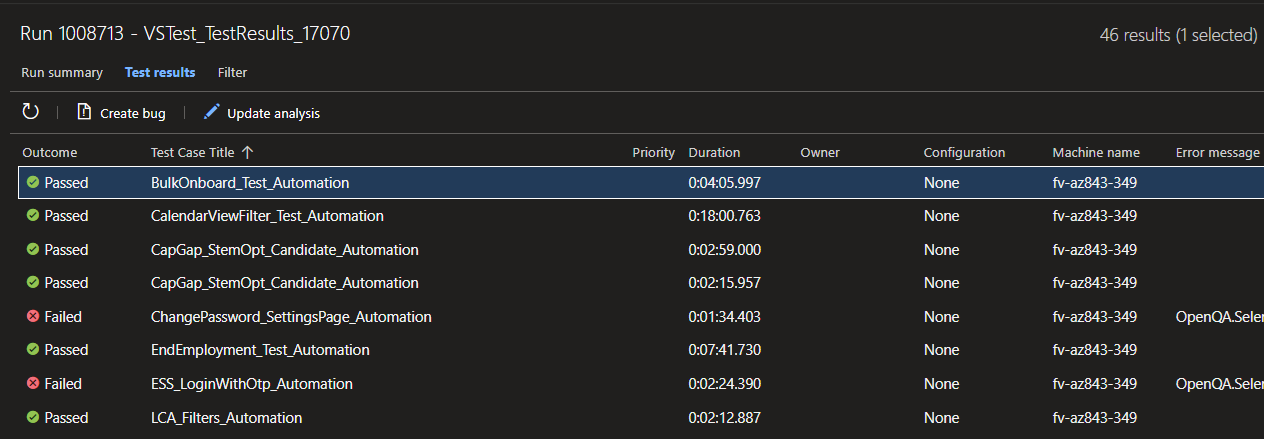 Run 1008713 - VSTest_TestResults_17070 46 results (1 selected)
Run summary Test results Filter
Create bug Update analysis
Outcome Test Case Title Priority Duration Owner Configuration Machine name Error message
Passed BulkOnboard_Test_Automation 0:04:05.997 None fv-az843-349
Passed CalendarViewFilter_Test_Automation 0:18:00.763 None fv-az843-349
Passed CapGap_StemOpt_Candidate_Automation 0:02:59.000 None fv-az843-349
Passed CapGap_StemOpt_Candidate_Automation 0:02:15.957 None fv-az843-349
Failed ChangePassword_SettingsPage_Automation 0:01:34.403 None fv-az843-349 OpenQA.Selen
Passed EndEmployment_Test_Automation 0:07:41.730 None fv-az843-349
Failed ESS_LoginWithOtp_Automation 0:02:24.390 None fv-az843-349 OpenQA.Selen
Passed LCA_Filters_Automation 0:02:12.887 None fv-az843-349